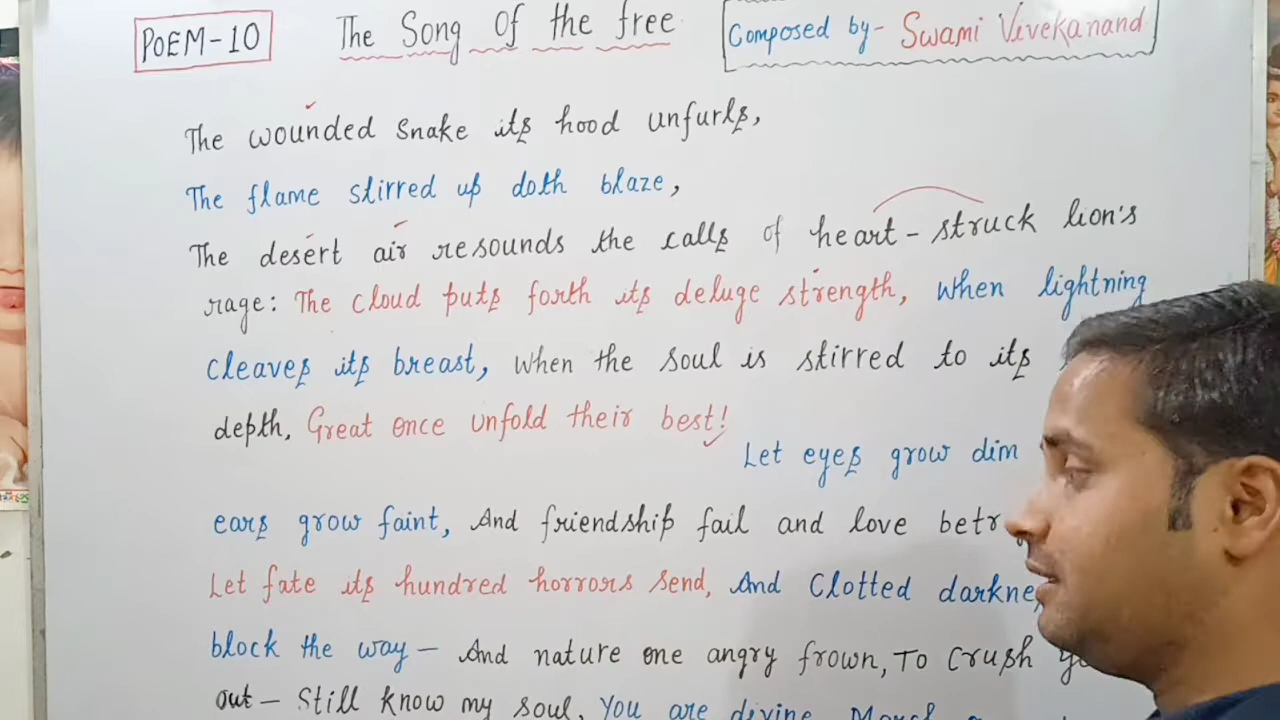 POEM-10
The Song Of the free
Composed by- Swami Vivekanand
The wounded snake its hood unfurls,
The flame stirred up doth blaze,
The desert air resounds the calls of heart-struck lion's
rage: The cloud puts forth its deluge strength, when lightning
cleaves its breast, when the soul is stirred to its
depth, Great once unfold their best!
Let eyes grow dim
ears grow faint, And friendship fail and love
Let fate its hundred horrors send, And Clotted
block the way - And nature one angry frown, To crush
out - Still know my soul, You are divine